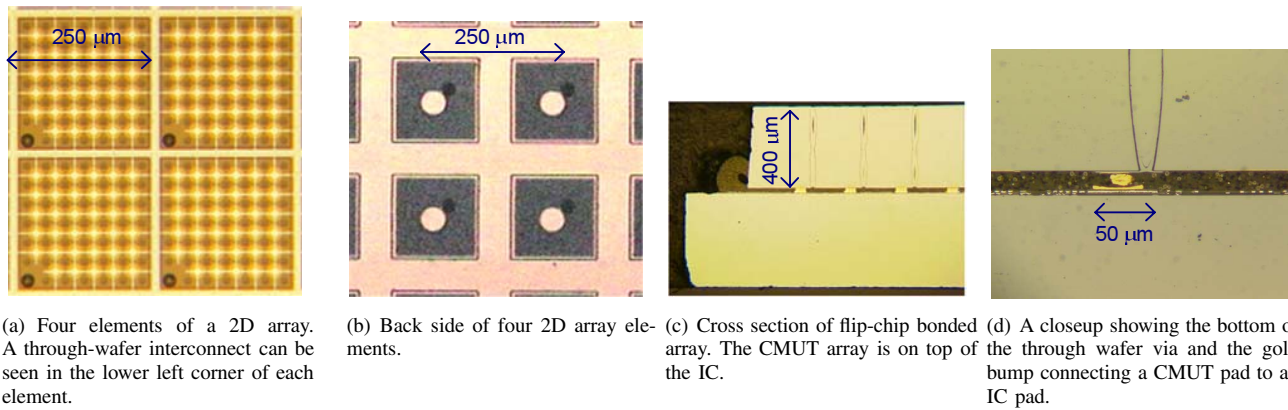 250 μm
250 μm
400 μm
50 μm
(a) Four elements of a 2D array.
A through-wafer interconnect can be
seen in the lower left corner of each
element.
(b) Back side of four 2D array ele-
ments.
(c) Cross section of flip-chip bonded
array. The CMUT array is on top of
the IC.
(d) A closeup showing the bottom o
the through wafer via and the gol
bump connecting a CMUT pad to a
IC pad.